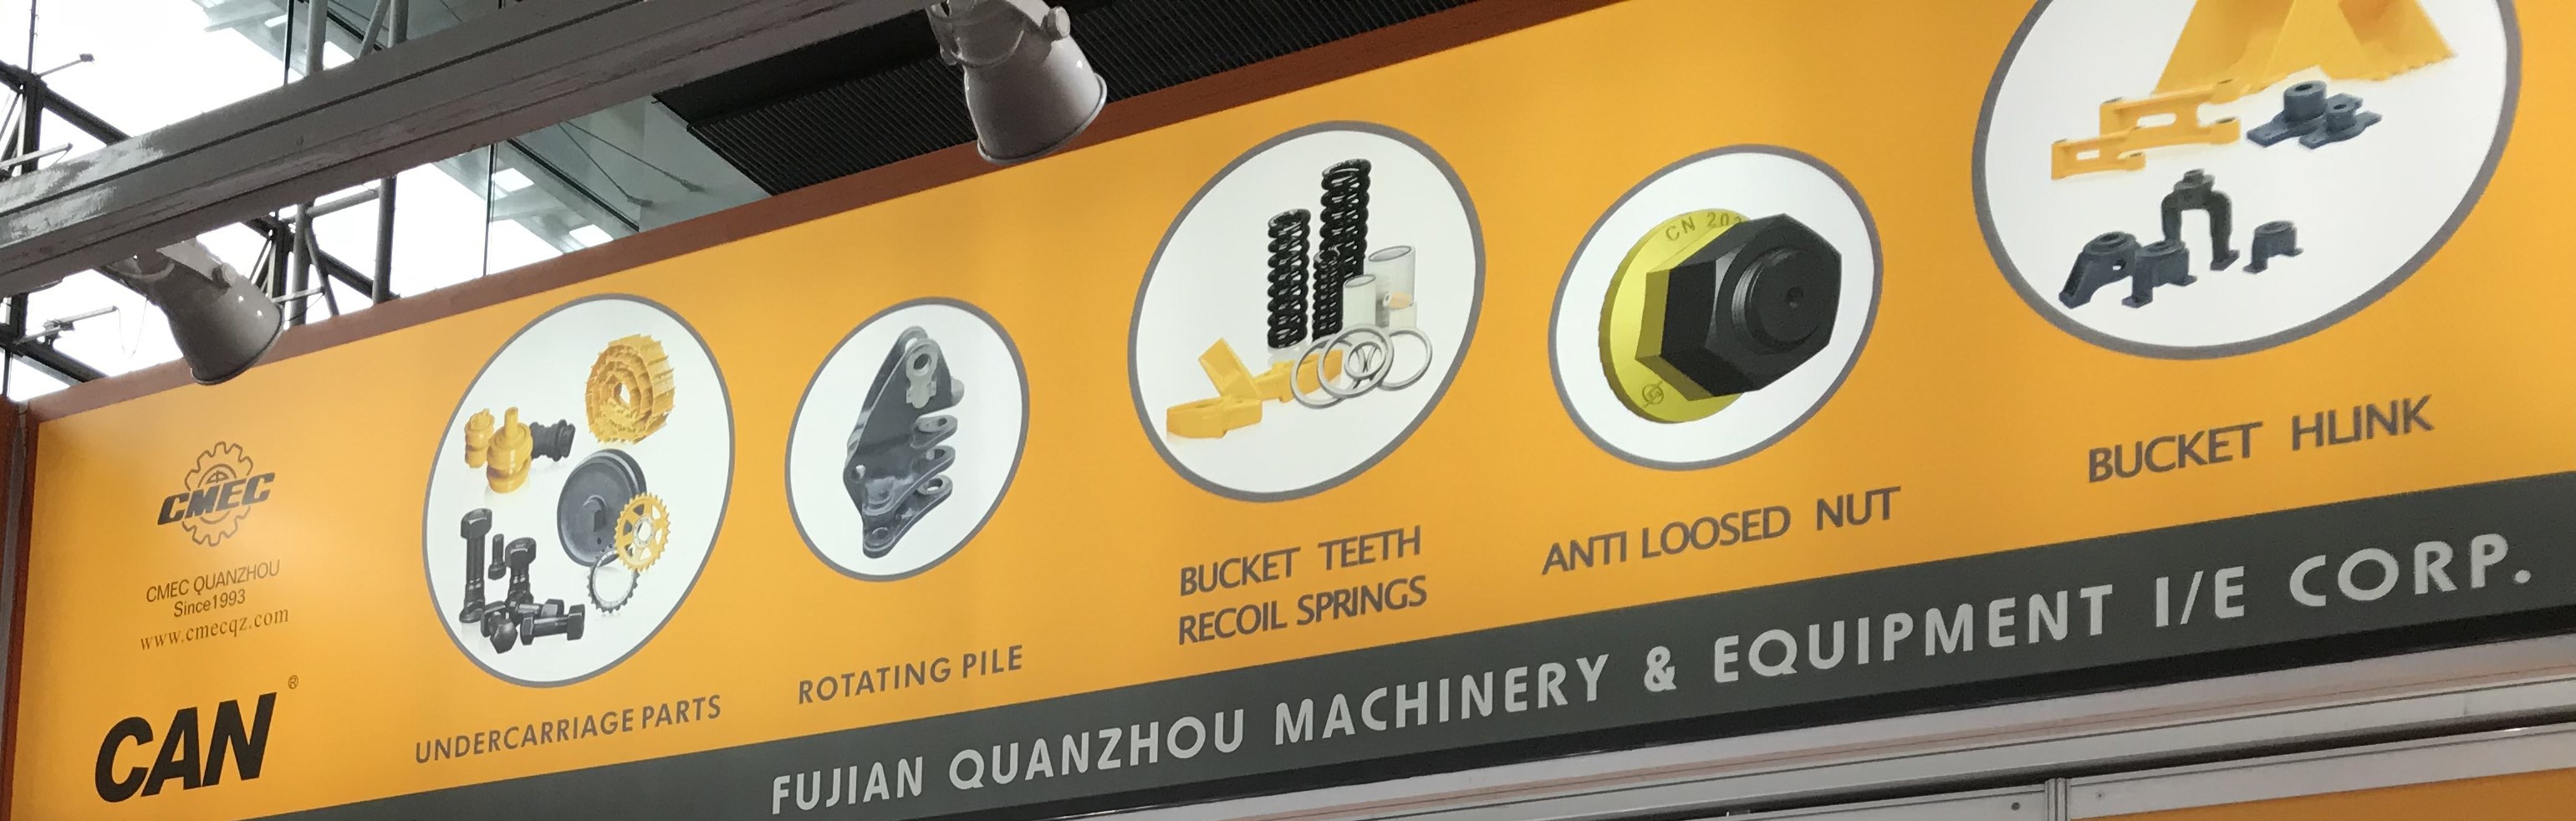 CMEC
CMEC QUANZHOU
Since1993
www.cmecqz.com
CAN®
UNDERCARRIAGE PARTS
ROTATING PILE
BUCKET TEETH
RECOIL SPRINGS
CN
ANTI LOOSED NUT
BUCKET HLINK
FUJIAN QUANZHOU MACHINERY & EQUIPMENT I/E CORP.